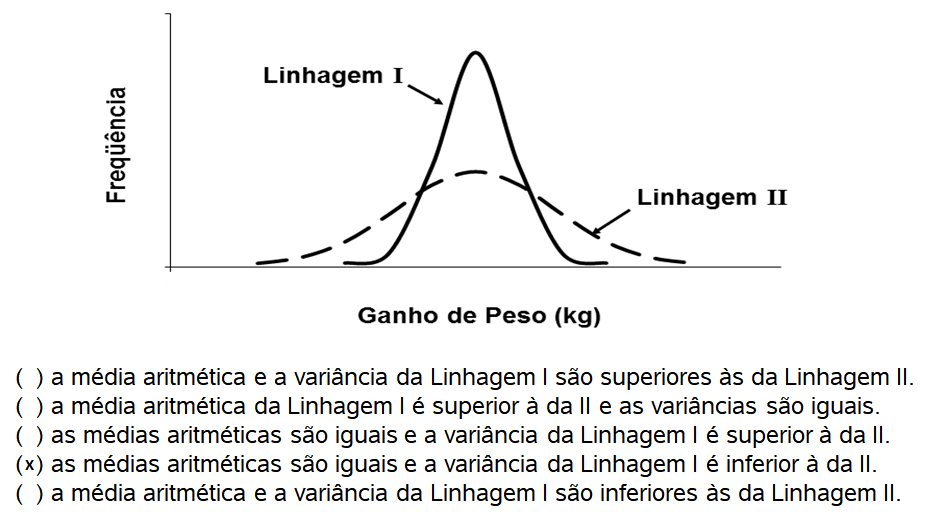 Linhagem I
Freqüência
Linhagem II
Ganho de Peso (kg)
( ) a média aritmética e a variância da Linhagem I são superiores às da Linhagem II.
( ) a média aritmética da Linhagem I é superior à da II e as variâncias são iguais.
( ) as médias aritméticas são iguais e a variância da Linhagem I é superior à da II.
(x) as médias aritméticas são iguais e a variância da Linhagem I é inferior à da II.
( ) a média aritmética e a variância da Linhagem I são inferiores às da Linhagem II.